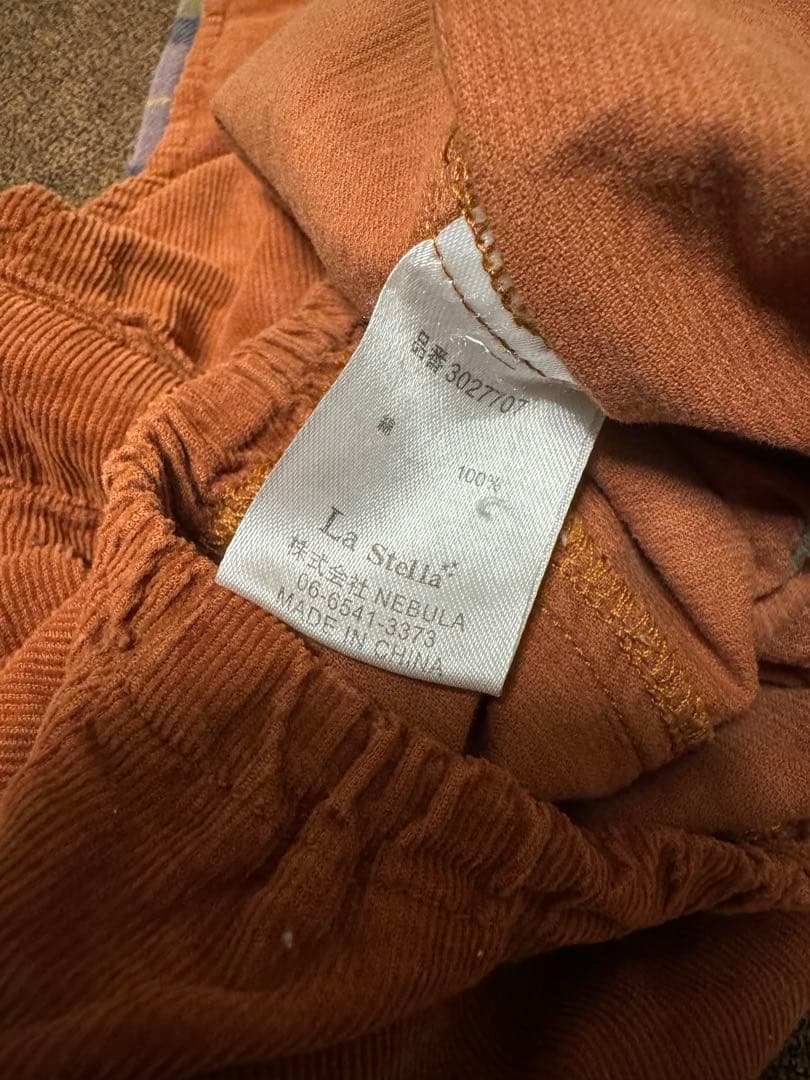 品番 3027707
綿 100%
La Stella
株式会社 NEBULA
06-6541-3373
MADE IN CHINA